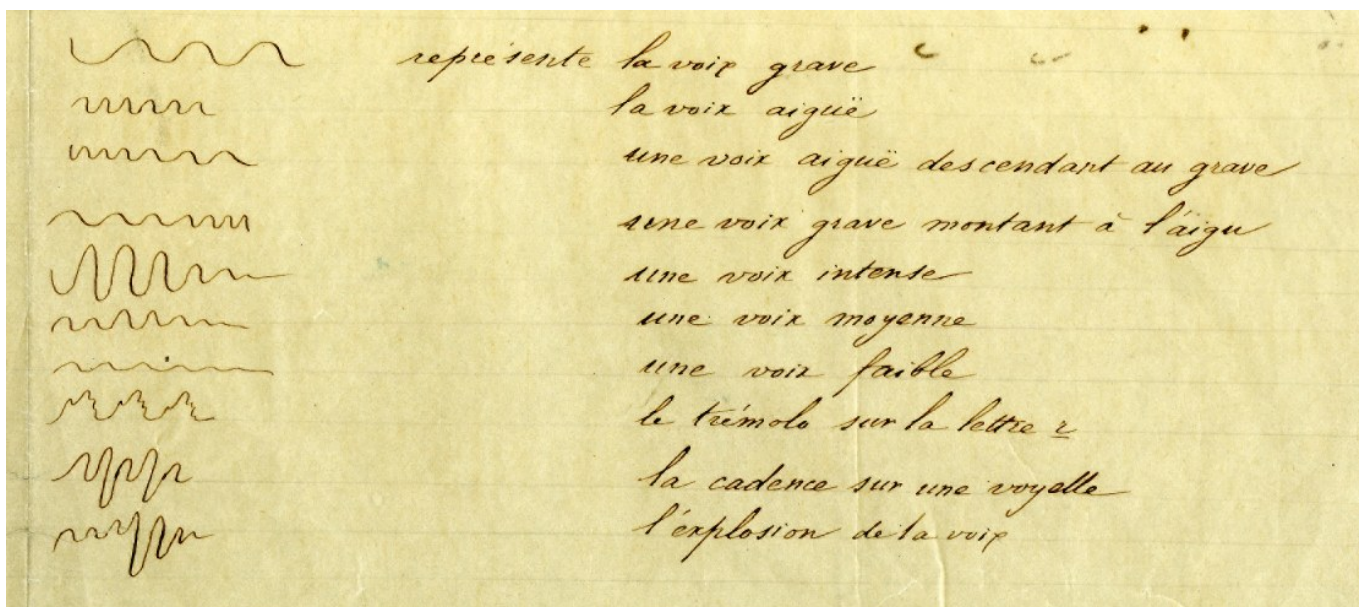 représente la voix grave
la voix aiguë
une voix aiguë descendant au grave
une voix grave montant à l'aigu
une voix intense
une voix moyenne
une voix faible
le trémolo sur la lettre r
la cadence sur une voyelle
l'explosion de la voix